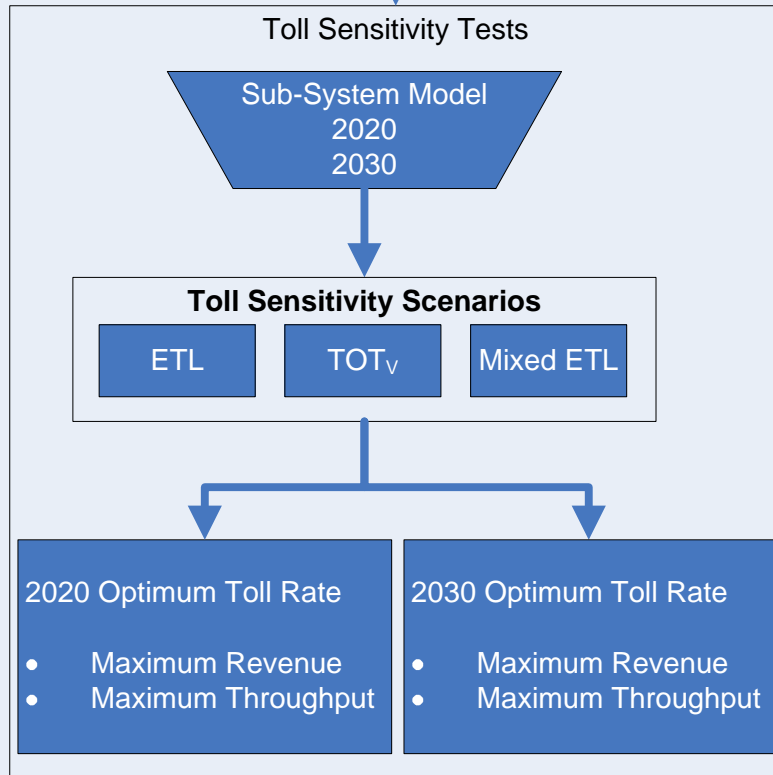 Toll Sensitivity Tests
Sub-System Model
2020
2030
Toll Sensitivity Scenarios
ETL
TOTV
Mixed ETL
2020 Optimum Toll Rate
• Maximum Revenue
• Maximum Throughput
2030 Optimum Toll Rate
• Maximum Revenue
• Maximum Throughput